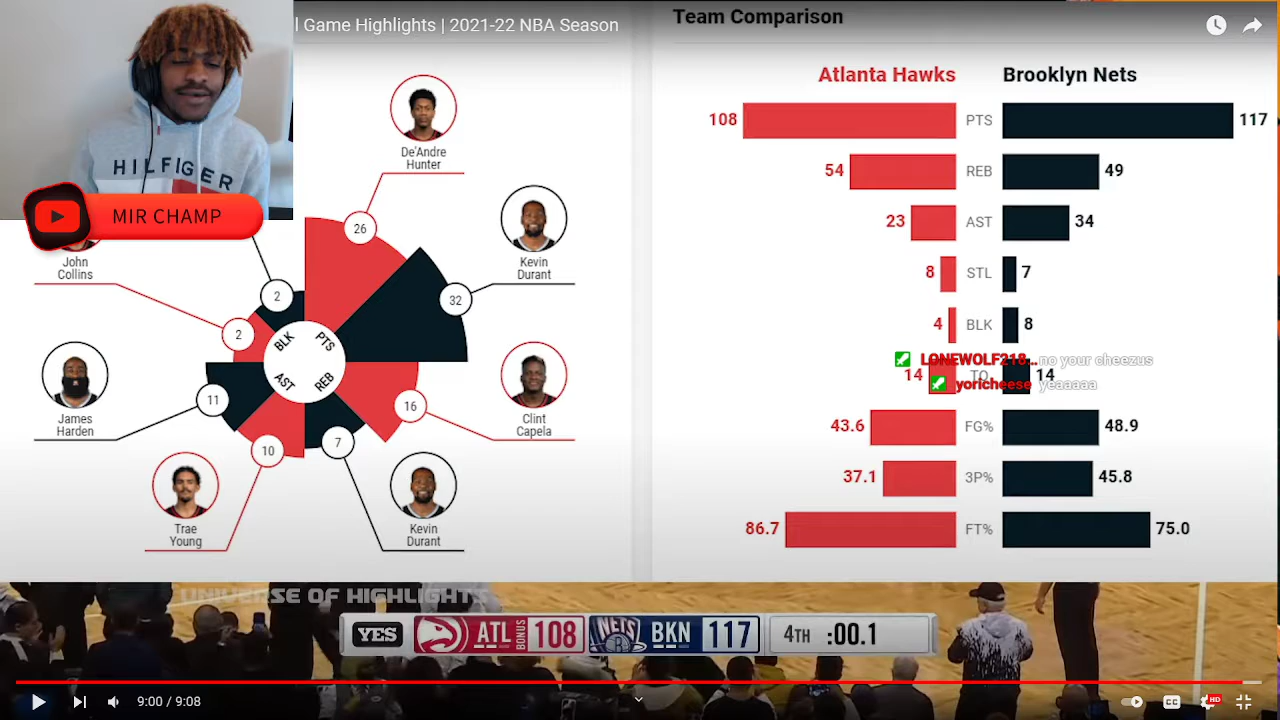 l Game Highlights | 2021-22 NBA Season
HILFIGER
MIR CHAMP
De'Andre
Hunter
26
Kevin
Durant
32
John
Collins
2
2
BLK
PTS
AST
REB
James
Harden
11
16
Clint
Capela
10
7
Trae
Young
Kevin
Durant
Team Comparison
Atlanta Hawks Brooklyn Nets
108 PTS 117
54 REB 49
23 AST 34
8 STL 7
4 BLK 8
LONEWOLF218... no your cheezus
14 TO 14
yoricheese yeaaaaa
43.6 FG% 48.9
37.1 3P% 45.8
86.7 FT% 75.0
UNIVERSE OF HIGHLIGHTS
YES ATL BONUS 108 NETS BKN 117 4TH :00.1
9:00 / 9:08
CC
HD